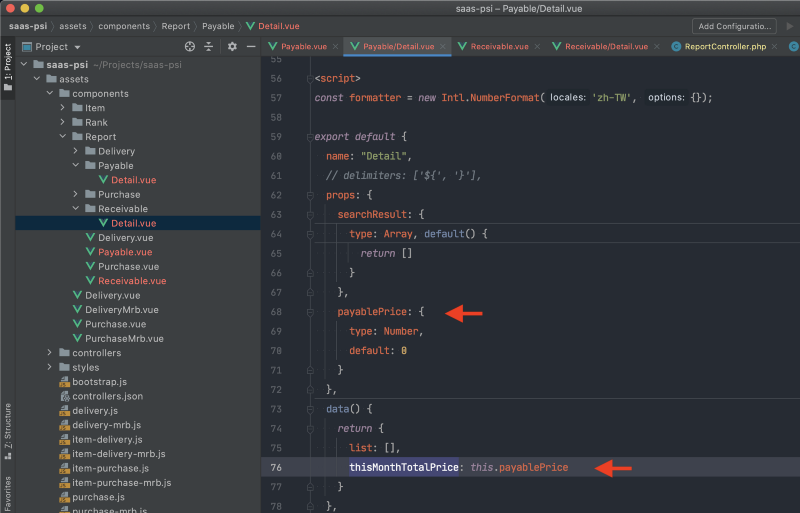 saas-psi – Payable/Detail.vue
saas-psi › assets › components › Report › Payable › Detail.vue
Add Configuratio...
Project
Payable.vue
Payable/Detail.vue
Receivable.vue
Receivable/Detail.vue
ReportController.php
1: Project
Z: Structure
Favorites
saas-psi ~/Projects/saas-psi
assets
components
Item
Rank
Report
Delivery
Payable
Detail.vue
Purchase
Receivable
Detail.vue
Delivery.vue
Payable.vue
Purchase.vue
Receivable.vue
Delivery.vue
DeliveryMrb.vue
Purchase.vue
PurchaseMrb.vue
controllers
styles
bootstrap.js
controllers.json
delivery.js
delivery-mrb.js
item-delivery.js
item-delivery-mrb.js
item-purchase.js
item-purchase-mrb.js
purchase.js
purchase-mrb.js
55
56 <script>
57 const formatter = new Intl.NumberFormat( locales: 'zh-TW', options: {});
58
59 export default {
60 name: "Detail",
61 // delimiters: ['${', '}'],
62 props: {
63 searchResult: {
64 type: Array, default() {
65 return []
66 }
67 },
68 payablePrice: {
69 type: Number,
70 default: 0
71 }
72 },
73 data() {
74 return {
75 list: [],
76 thisMonthTotalPrice: this.payablePrice
77 }
78 },